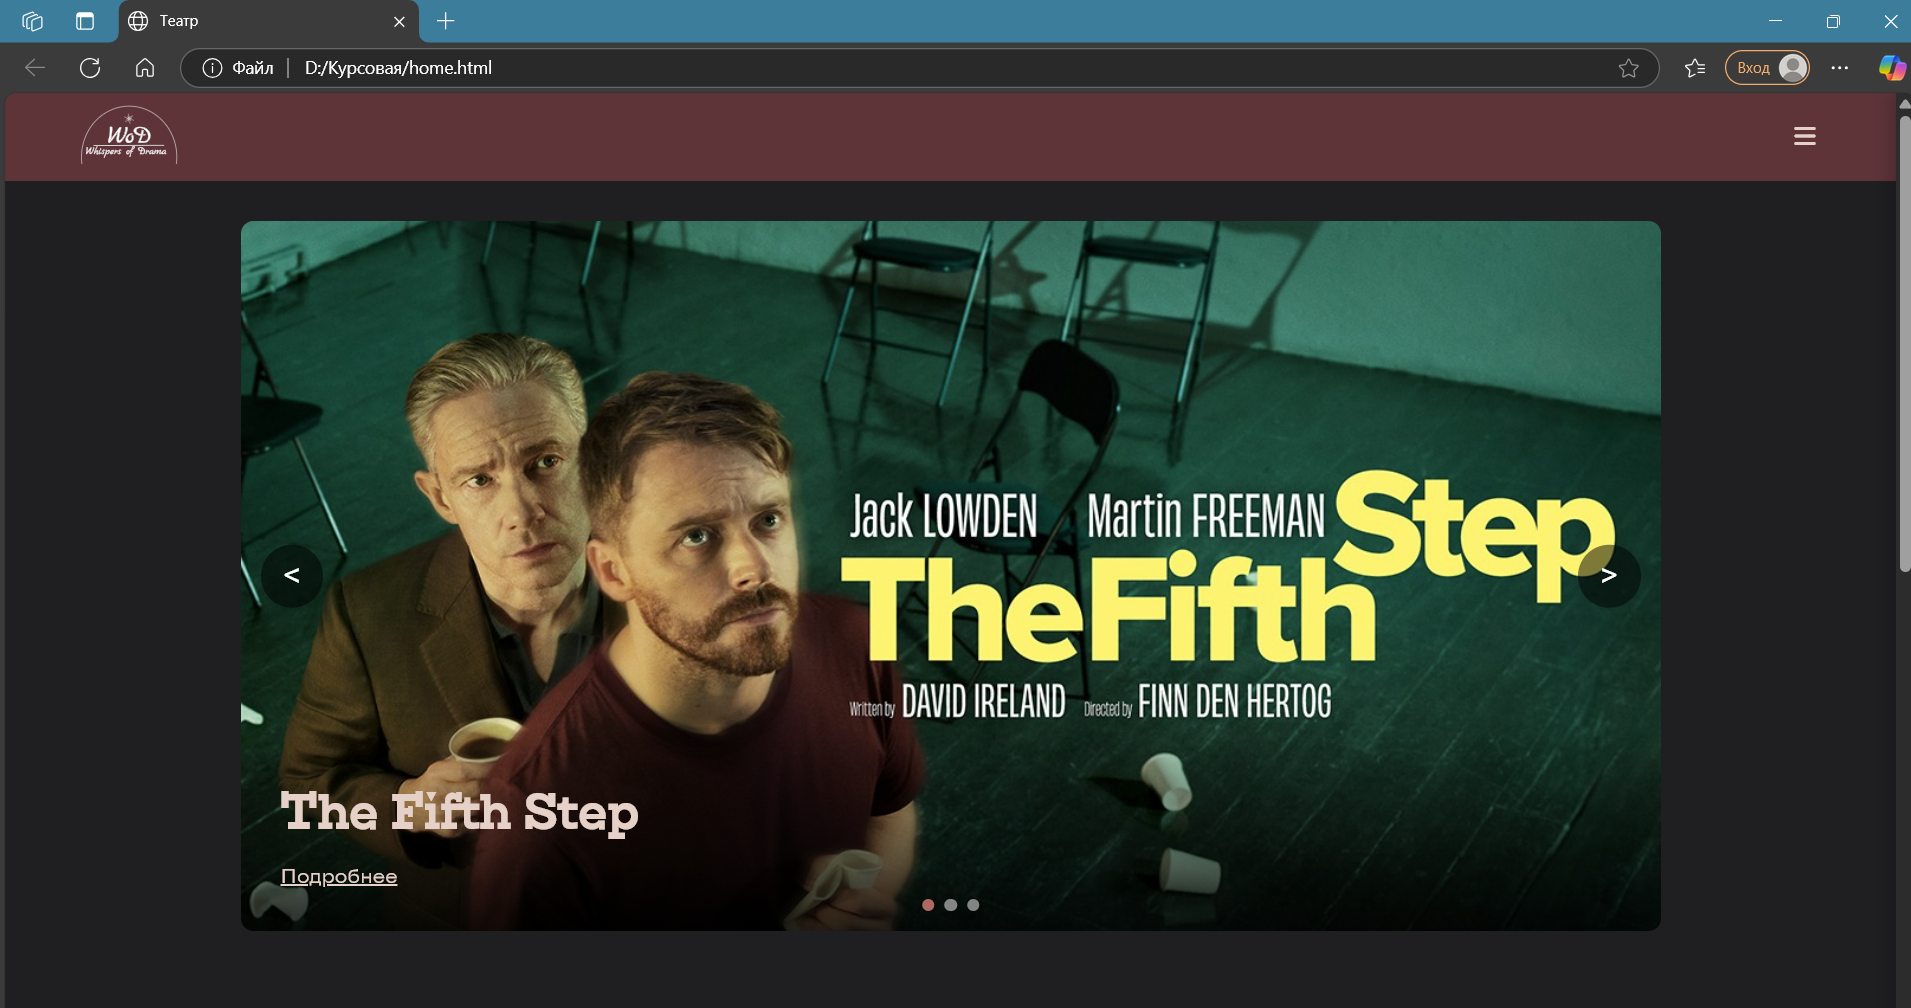 Театр
Файл
D:/Курсовая/home.html
Вход
WoD
Whispers of Drama
Jack LOWDEN Martin FREEMAN
The Fifth Step
Written by DAVID IRELAND Directed by FINN DEN HERTOG
<
>
The Fifth Step
Подробнее